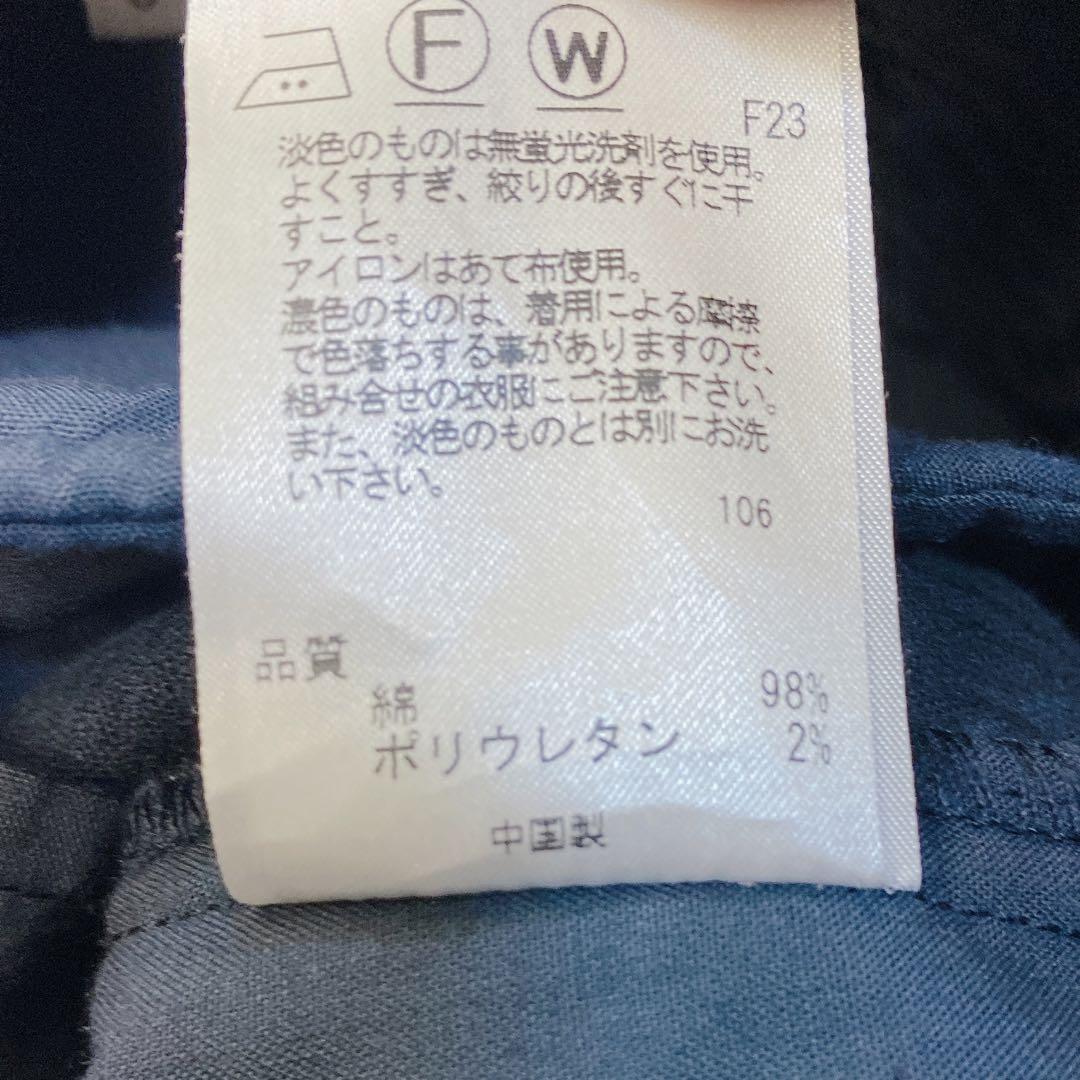 F W
F23
淡色のものは無蛍光洗剤を使用。
よくすすぎ、絞りの後すぐに干
すこと。
アイロンはあて布使用。
濃色のものは、着用による摩擦
で色落ちする事がありますので、
組み合せの衣服にご注意下さい。
また、淡色のものとは別にお洗
い下さい。
106
品質
綿 98%
ポリウレタン 2%
中国製